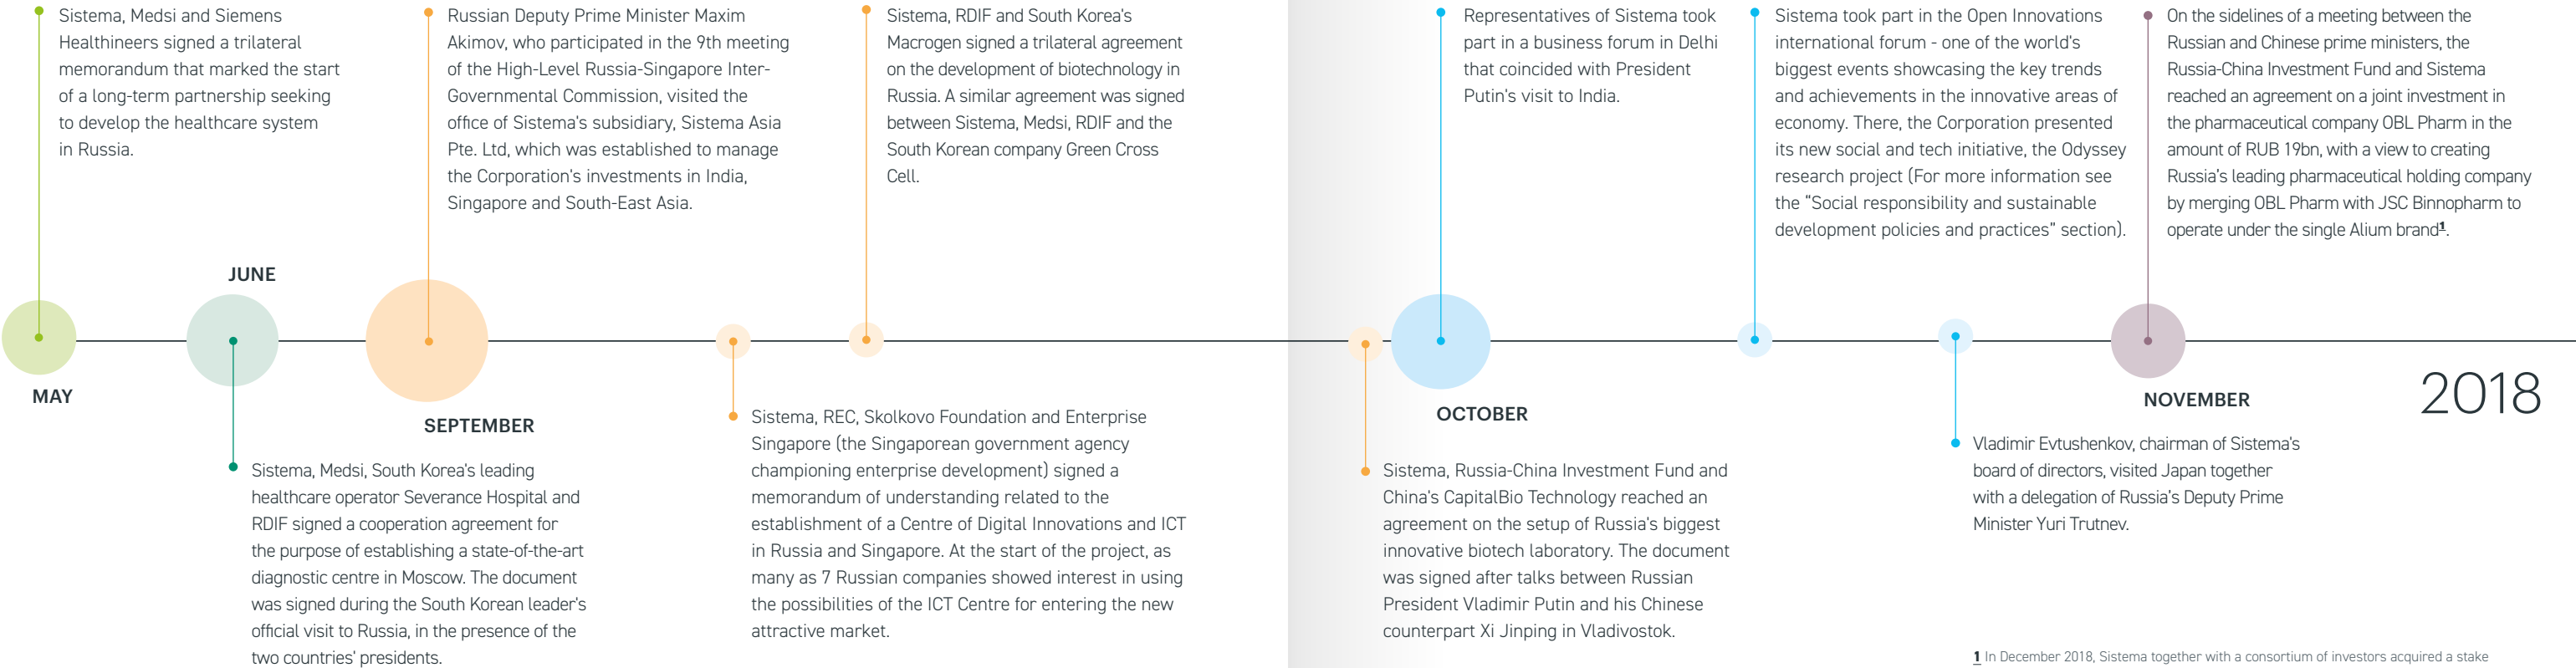 Sistema, Medsi and Siemens
Healthineers signed a trilateral
memorandum that marked the start
of a long-term partnership seeking
to develop the healthcare system
in Russia.
MAY
JUNE
Sistema, Medsi, South Korea's leading
healthcare operator Severance Hospital and
RDIF signed a cooperation agreement for
the purpose of establishing a state-of-the-art
diagnostic centre in Moscow. The document
was signed during the South Korean leader's
official visit to Russia, in the presence of the
two countries' presidents.
Russian Deputy Prime Minister Maxim
Akimov, who participated in the 9th meeting
of the High-Level Russia-Singapore Inter-
Governmental Commission, visited the
office of Sistema's subsidiary, Sistema Asia
Pte. Ltd, which was established to manage
the Corporation's investments in India,
Singapore and South-East Asia.
SEPTEMBER
Sistema, REC, Skolkovo Foundation and Enterprise
Singapore (the Singaporean government agency
championing enterprise development) signed a
memorandum of understanding related to the
establishment of a Centre of Digital Innovations and ICT
in Russia and Singapore. At the start of the project, as
many as 7 Russian companies showed interest in using
the possibilities of the ICT Centre for entering the new
attractive market.
Sistema, RDIF and South Korea's
Macrogen signed a trilateral agreement
on the development of biotechnology in
Russia. A similar agreement was signed
between Sistema, Medsi, RDIF and the
South Korean company Green Cross
Cell.
Sistema, Russia-China Investment Fund and
China's CapitalBio Technology reached an
agreement on the setup of Russia's biggest
innovative biotech laboratory. The document
was signed after talks between Russian
President Vladimir Putin and his Chinese
counterpart Xi Jinping in Vladivostok.
Representatives of Sistema took
part in a business forum in Delhi
that coincided with President
Putin's visit to India.
OCTOBER
Sistema took part in the Open Innovations
international forum - one of the world's
biggest events showcasing the key trends
and achievements in the innovative areas of
economy. There, the Corporation presented
its new social and tech initiative, the Odyssey
research project (For more information see
the "Social responsibility and sustainable
development policies and practices" section).
Vladimir Evtushenkov, chairman of Sistema's
board of directors, visited Japan together
with a delegation of Russia's Deputy Prime
Minister Yuri Trutnev.
On the sidelines of a meeting between the
Russian and Chinese prime ministers, the
Russia-China Investment Fund and Sistema
reached an agreement on a joint investment in
the pharmaceutical company OBL Pharm in the
amount of RUB 19bn, with a view to creating
Russia's leading pharmaceutical holding company
by merging OBL Pharm with JSC Binnopharm to
operate under the single Alium brand1.
NOVEMBER
2018
1 In December 2018, Sistema together with a consortium of investors acquired a stake